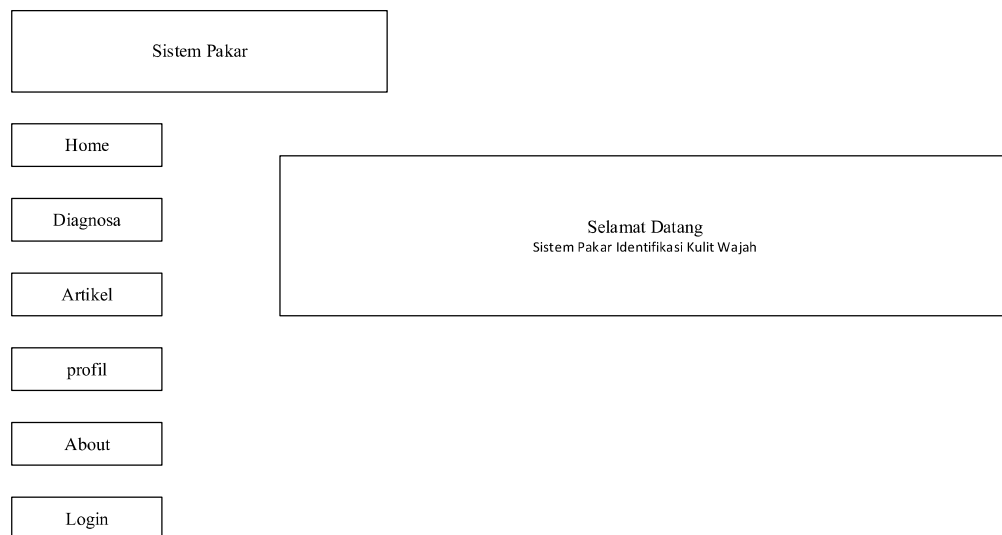 Sistem Pakar
Home
Diagnosa
Artikel
profil
About
Login
Selamat Datang
Sistem Pakar Identifikasi Kulit Wajah